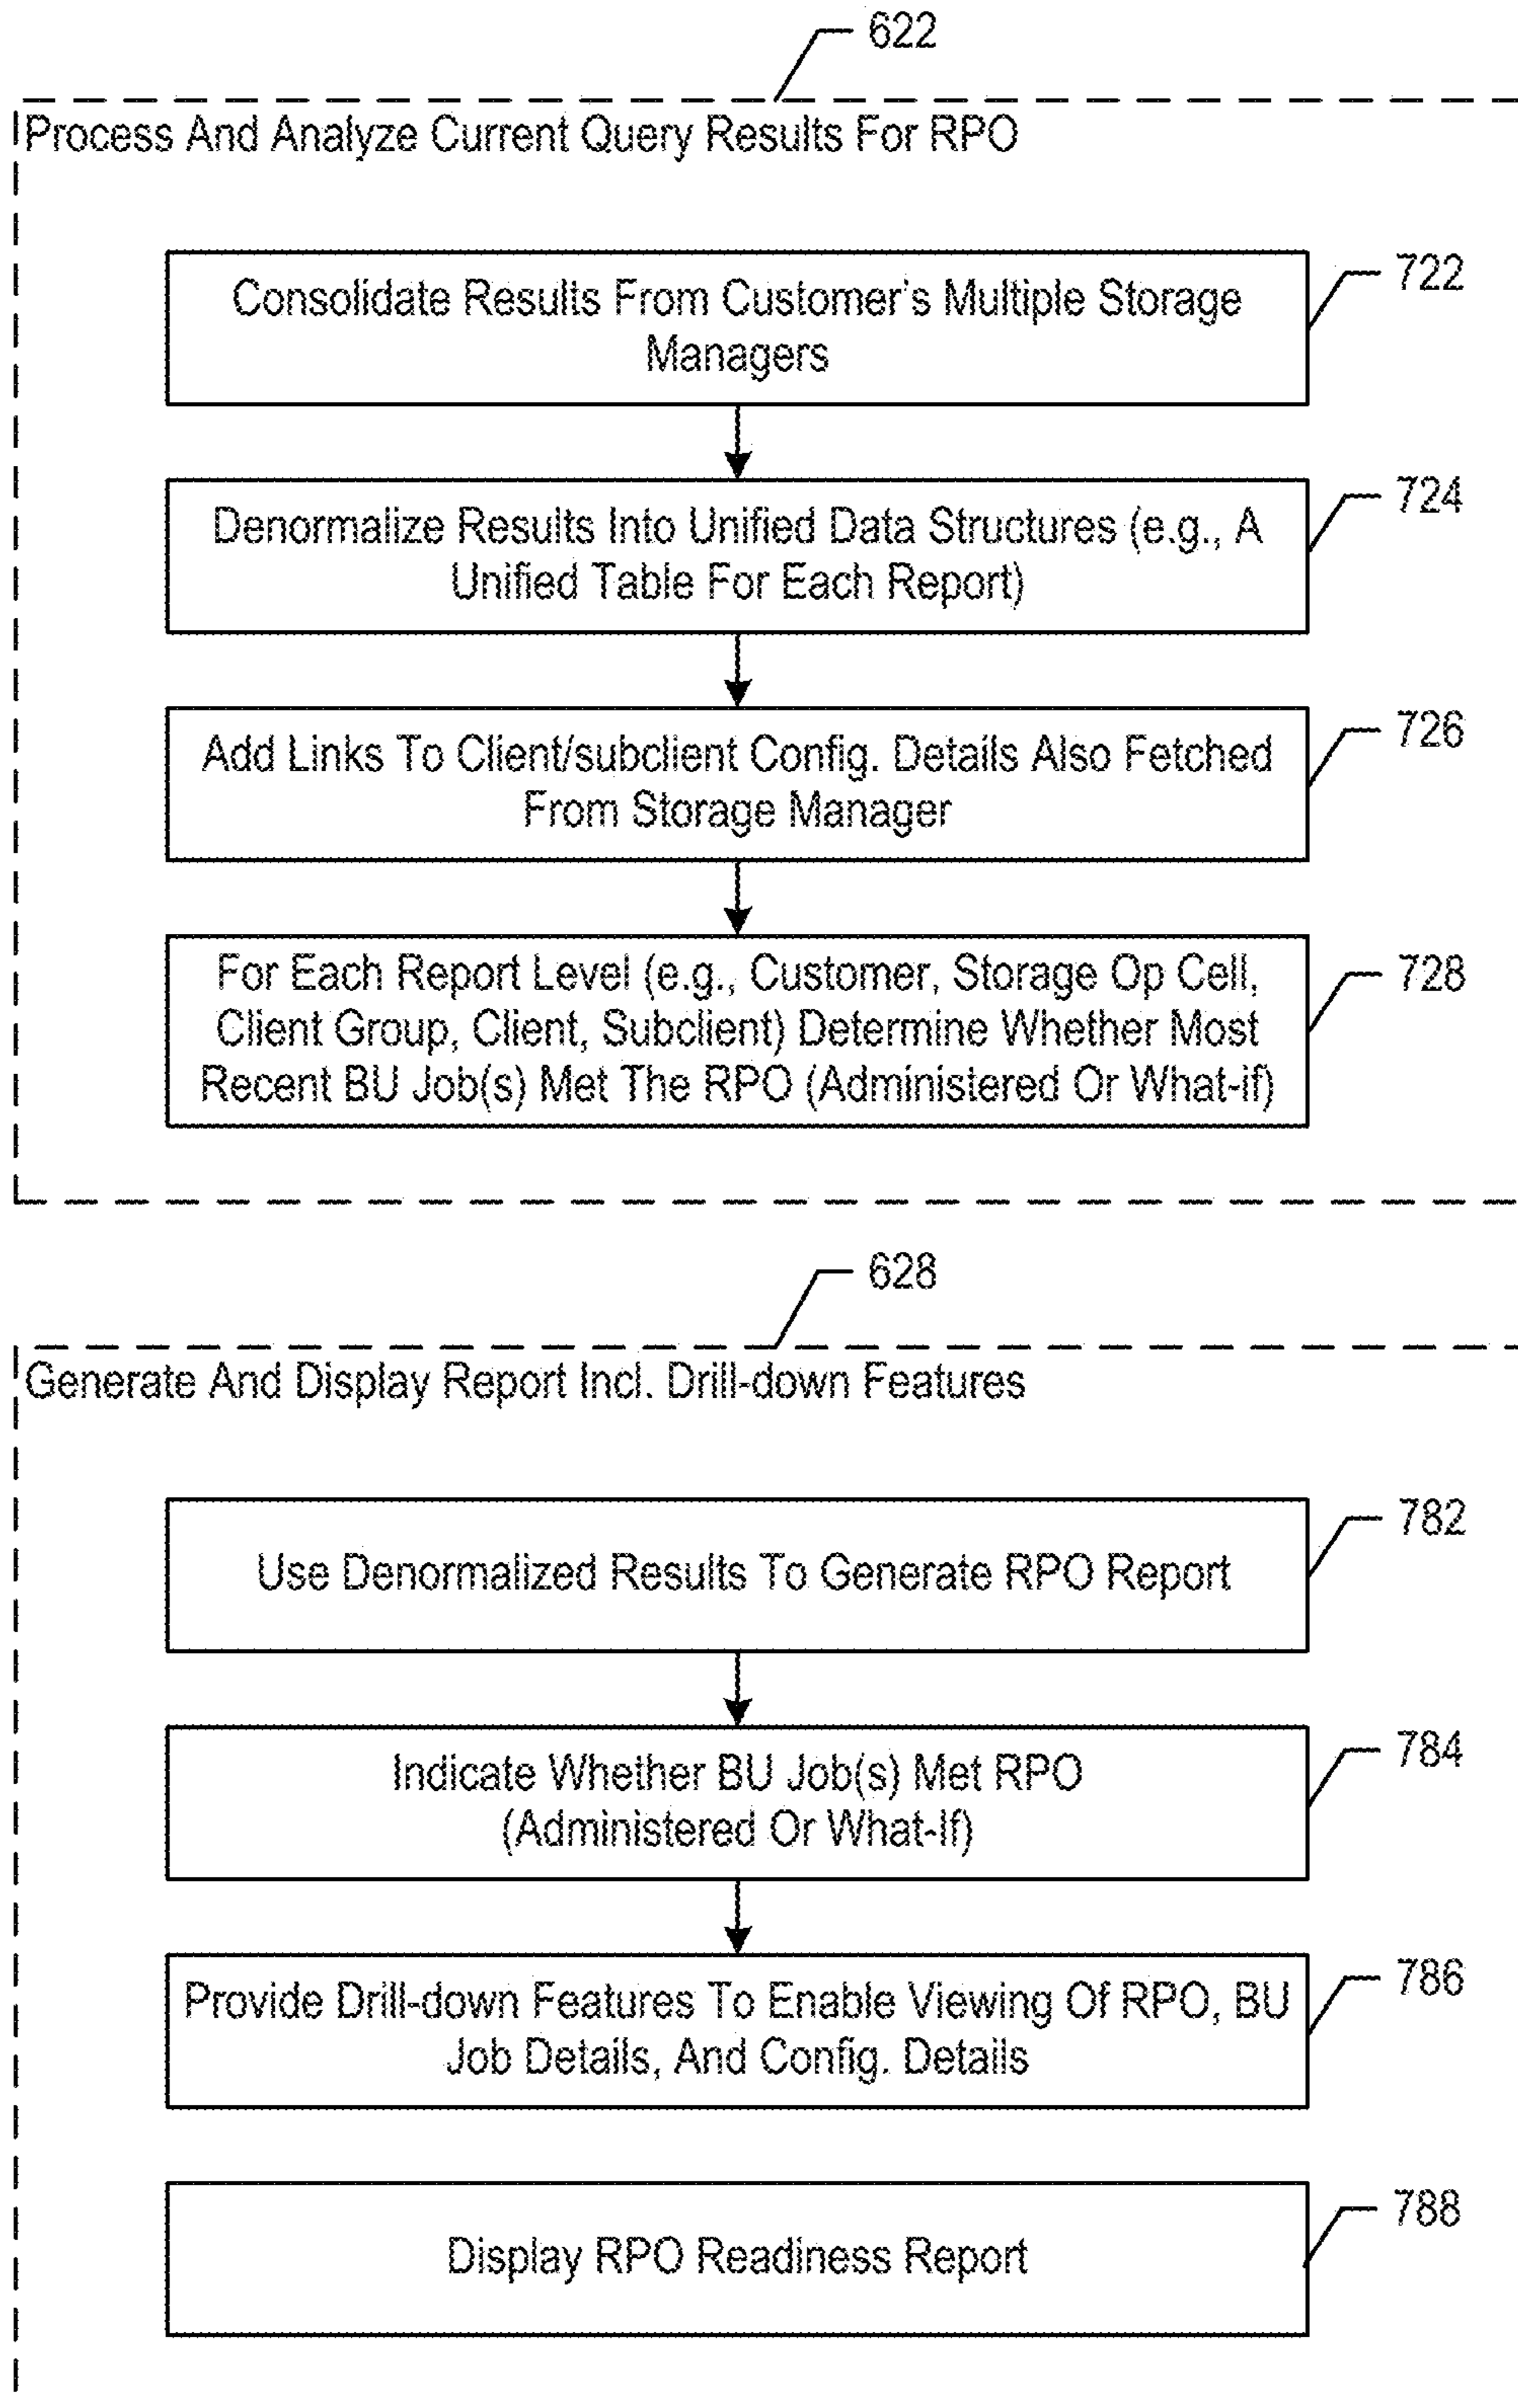 622
Process And Analyze Current Query Results For RPO
Consolidate Results From Customer's Multiple Storage
Managers
722
Denormalize Results Into Unified Data Structures (e.g., A
Unified Table For Each Report)
724
Add Links To Client/subclient Config. Details Also Fetched
From Storage Manager
726
For Each Report Level (e.g., Customer, Storage Op Cell,
Client Group, Client, Subclient) Determine Whether Most
Recent BU Job(s) Met The RPO (Administered Or What-if)
728
628
Generate And Display Report Incl. Drill-down Features
Use Denormalized Results To Generate RPO Report
782
Indicate Whether BU Job(s) Met RPO
(Administered Or What-If)
784
Provide Drill-down Features To Enable Viewing Of RPO, BU
Job Details, And Config. Details
786
Display RPO Readiness Report
788